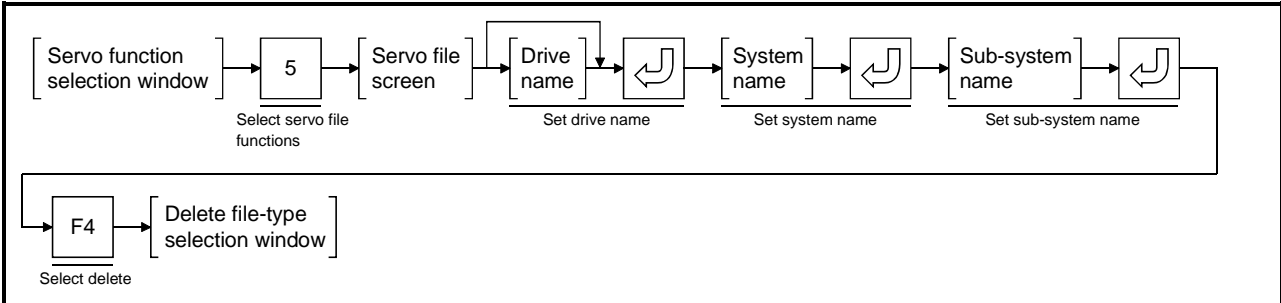 Servo function
selection window
5
Select servo file
functions
Servo file
screen
Drive
name
Set drive name
System
name
Set system name
Sub-system
name
Set sub-system name
F4
Select delete
Delete file-type
selection window